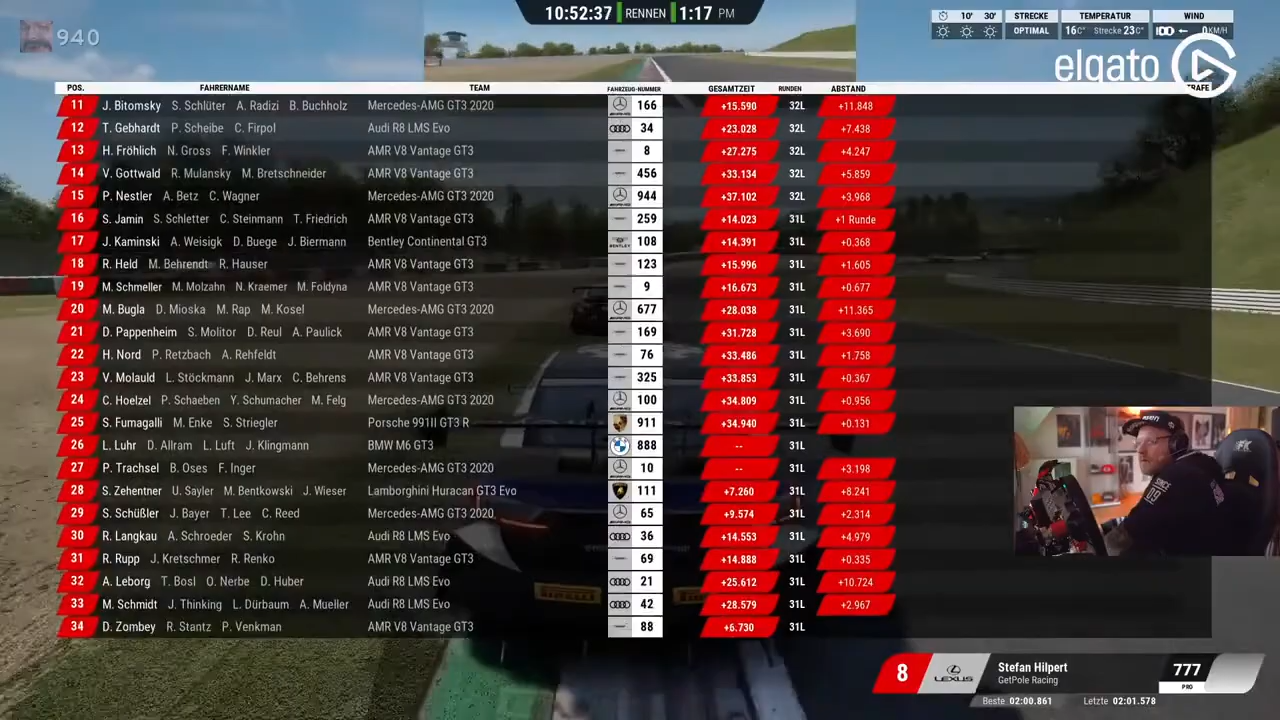 10:52:37 RENNEN 1:17 PM
940
10' 30' STRECKE TEMPERATUR WIND
OPTIMAL 16C° Strecke 23C° 0KM/H
elgato
POS. FAHRERNAME TEAM FAHRZEUG-NUMMER GESAMTZEIT RUNDEN ABSTAND
11 J. Bitomsky S. Schlüter A. Radizi B. Buchholz Mercedes-AMG GT3 2020 166 +15.590 32L +11.848
12 T. Gebhardt P. Scheibe C. Firpol Audi R8 LMS Evo 34 +23.028 32L +7.438
13 H. Fröhlich N. Gross F. Winkler AMR V8 Vantage GT3 8 +27.275 32L +4.247
14 V. Gottwald R. Mulansky M. Bretschneider AMR V8 Vantage GT3 456 +33.134 32L +5.859
15 P. Nestler A. Betz C. Wagner Mercedes-AMG GT3 2020 944 +37.102 32L +3.968
16 S. Jamin S. Schleter C. Steinmann T. Friedrich AMR V8 Vantage GT3 259 +14.023 31L +1 Runde
17 J. Kaminski A. Kwaigk D. Buege J. Biermann Bentley Continental GT3 108 +14.391 31L +0.368
18 R. Held M. Behrendt R. Hauser AMR V8 Vantage GT3 123 +15.996 31L +1.605
19 M. Schmeller M. Molzahn N. Kraemer M. Foldyna AMR V8 Vantage GT3 9 +16.673 31L +0.677
20 M. Bugla M. Rap M. Kosel Mercedes-AMG GT3 2020 677 +28.038 31L +11.365
21 D. Pappenheim J. Molitor D. Reul A. Paulick AMR V8 Vantage GT3 169 +31.728 31L +3.690
22 H. Nord P. Retzbach A. Rehfeldt AMR V8 Vantage GT3 76 +33.486 31L +1.758
23 V. Moladin T. Strickmann J. Marx C. Behrens AMR V8 Vantage GT3 325 +33.853 31L +0.367
24 C. Hoelzel P. Schaeben Y. Schumacher M. Felg Mercedes-AMG GT3 2020 100 +34.809 31L +0.956
25 S. Fumagalli M. S. Striegler Porsche 991II GT3 R 911 +34.940 31L +0.131
26 L. Luhr J. Allram L. Luft J. Klingmann BMW M6 GT3 888 -- 31L
27 P. Trachsel B. Oses F. Inger Mercedes-AMG GT3 2020 10 -- 31L +3.198
28 S. Zehentner J. Sayler M. Bentkorski J. Wieser Lamborghini Huracan GT3 Evo 111 +7.260 31L +8.241
29 S. Schüßler J. Bayer T. Lee C. Reed Mercedes-AMG GT3 2020 65 +9.574 31L +2.314
30 R. Langkau A. Schroeder S. Krohn Audi R8 LMS Evo 36 +14.553 31L +4.979
31 R. Rupp J. Kretschmer R. Renko AMR V8 Vantage GT3 69 +14.888 31L +0.335
32 A. Leborg T. Bosl O. Nerbe D. Huber Audi R8 LMS Evo 21 +25.612 31L +10.724
33 M. Schmidt J. Thinking L. Dürbaum A. Mueller Audi R8 LMS Evo 42 +28.579 31L +2.967
34 D. Zombey R. Stantz P. Venkman AMR V8 Vantage GT3 88 +6.730 31L
8 LEXUS Stefan Hilpert 777
GetPole Racing PRO
Beste 02:00.861 Letzte 02:01.578